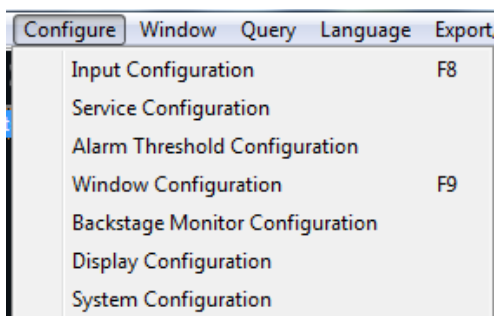 Configure Window Query Language Export
Input Configuration F8
Service Configuration
Alarm Threshold Configuration
Window Configuration F9
Backstage Monitor Configuration
Display Configuration
System Configuration